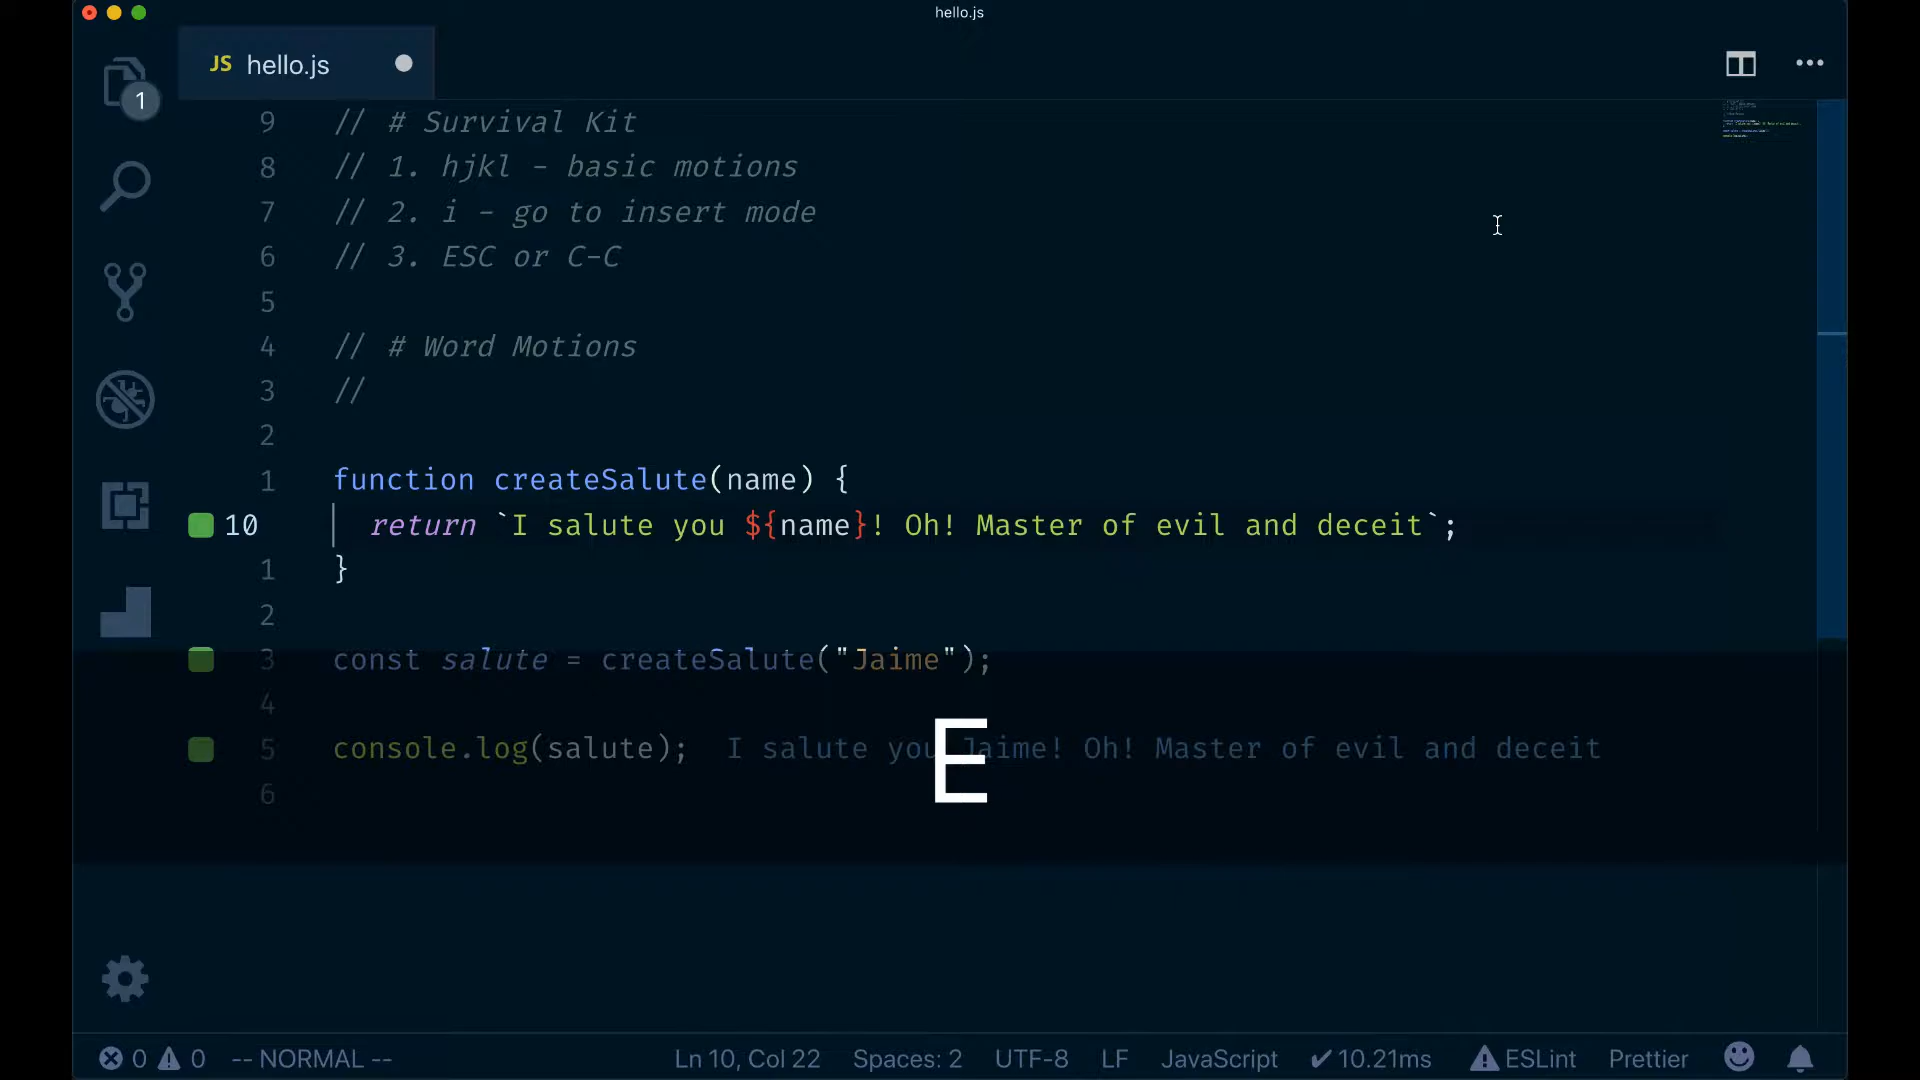 hello.js
JS hello.js
1
9 // # Survival Kit
8 // 1. hjkl - basic motions
7 // 2. i - go to insert mode
6 // 3. ESC or C-C
5
4 // # Word Motions
3 //
2
1 function createSalute(name) {
10 return `I salute you ${name}! Oh! Master of evil and deceit`;
1 }
2
3 const salute = createSalute("Jaime");
4
5 console.log(salute); I salute you Jaime! Oh! Master of evil and deceit
6
E
0 0 -- NORMAL -- Ln 10, Col 22 Spaces: 2 UTF-8 LF JavaScript ✔ 10.21ms ESLint Prettier